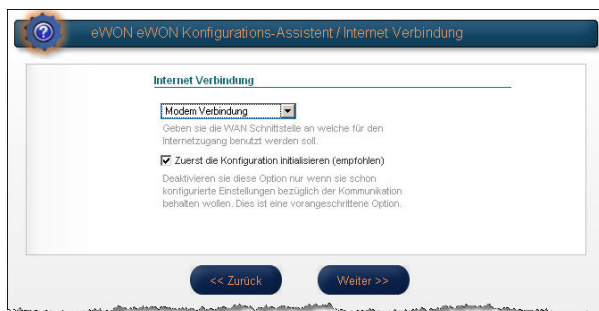 eWON eWON Konfigurations-Assistent / Internet Verbindung
Internet Verbindung
Modem Verbindung
Geben sie die WAN Schnittstelle an welche für den
Internetzugang benutzt werden soll.
Zuerst die Konfiguration initialisieren (empfohlen)
Deaktivieren sie diese Option nur wenn sie schon
konfigurierte Einstellungen bezüglich der Kommunikation
behalten wollen. Dies ist eine vorangeschrittene Option.
<< Zurück
Weiter >>